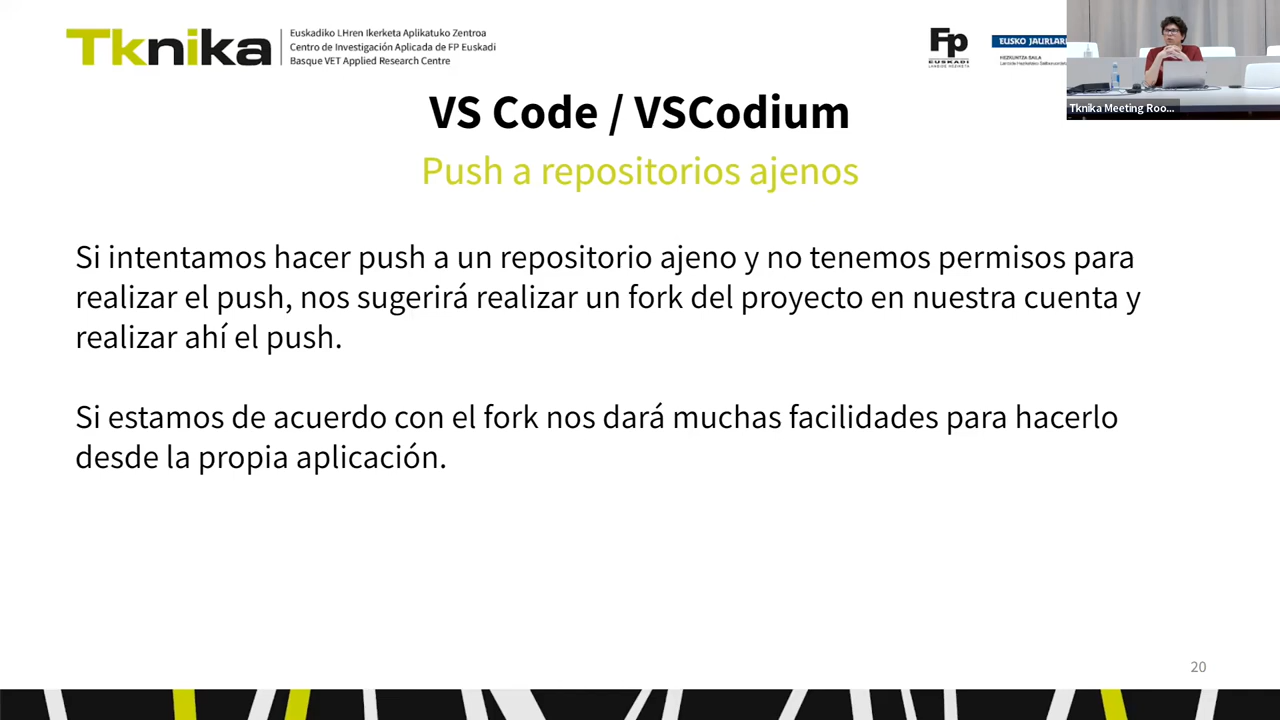 Tknika
Euskadiko LHren Ikerketa Aplikatuko Zentroa
Centro de Investigación Aplicada de FP Euskadi
Basque VET Applied Research Centre
Fp
EUSKADI
LANBIDE HEZIKETA
EUSKO JAURLAR
HEZKUNTZA SAILA
Tknika Meeting Roo...
VS Code / VSCodium
Push a repositorios ajenos
Si intentamos hacer push a un repositorio ajeno y no tenemos permisos para
realizar el push, nos sugerirá realizar un fork del proyecto en nuestra cuenta y
realizar ahí el push.
Si estamos de acuerdo con el fork nos dará muchas facilidades para hacerlo
desde la propia aplicación.
20